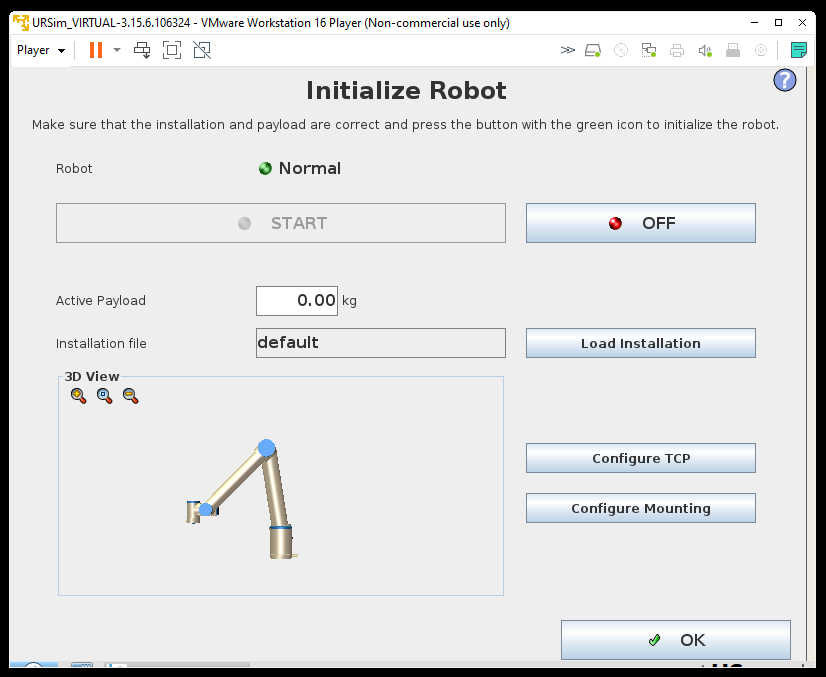 URSim_VIRTUAL-3.15.6.106324 - VMware Workstation 16 Player (Non-commercial use only)
Player
Initialize Robot
?
Make sure that the installation and payload are correct and press the button with the green icon to initialize the robot.
Robot Normal
START OFF
Active Payload 0.00 kg
Installation file default Load Installation
3D View
Configure TCP
Configure Mounting
OK